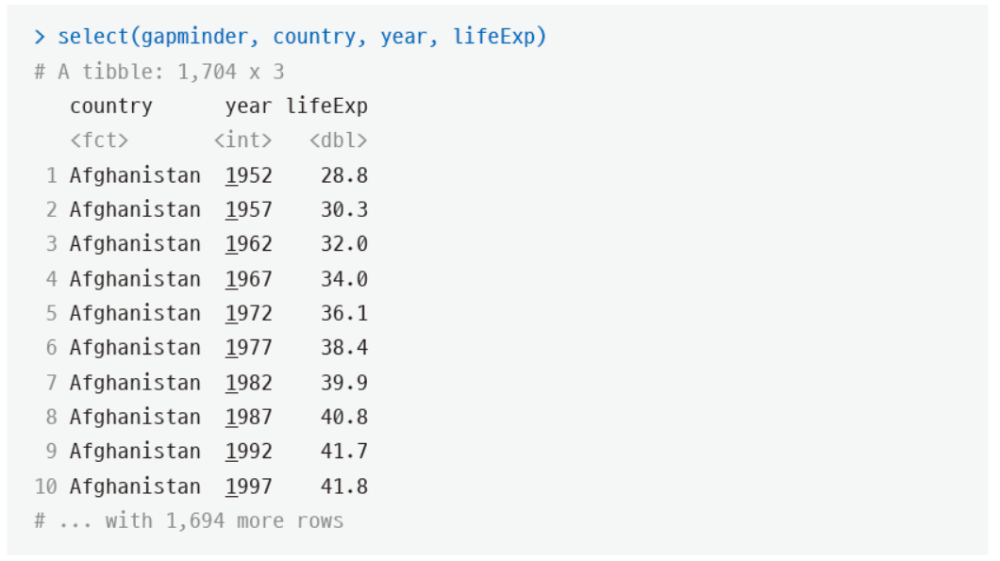 > select(gapminder, country, year, lifeExp)
# A tibble: 1,704 x 3
   country      year lifeExp
   <fct>       <int>   <dbl>
 1 Afghanistan  1952    28.8
 2 Afghanistan  1957    30.3
 3 Afghanistan  1962    32.0
 4 Afghanistan  1967    34.0
 5 Afghanistan  1972    36.1
 6 Afghanistan  1977    38.4
 7 Afghanistan  1982    39.9
 8 Afghanistan  1987    40.8
 9 Afghanistan  1992    41.7
10 Afghanistan  1997    41.8
# ... with 1,694 more rows